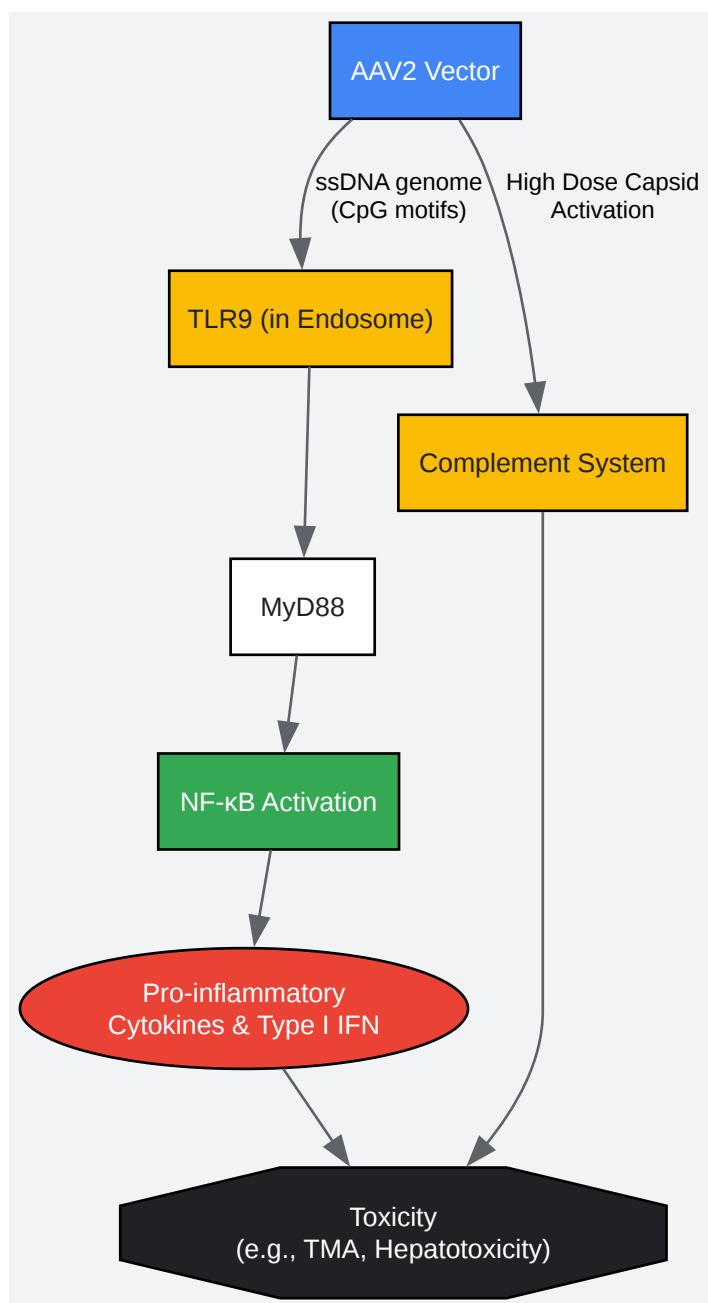 AAV2 Vector
ssDNA genome
(CpG motifs)
High Dose Capsid
Activation
TLR9 (in Endosome)
Complement System
MyD88
NF-κB Activation
Pro-inflammatory
Cytokines & Type I IFN
Toxicity
(e.g., TMA, Hepatotoxicity)